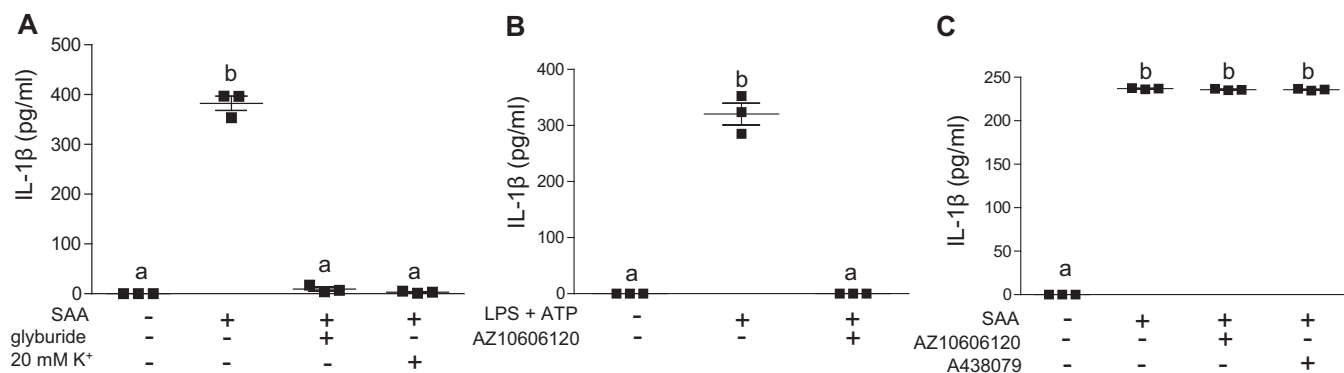 A
IL-1β (pg/ml)
500
400
300
200
100
0
a
b
a
a
SAA - + + +
glyburide - - + -
20 mM K⁺ - - - +
B
IL-1β (pg/ml)
400
300
200
100
0
a
b
a
LPS + ATP - + +
AZ10606120 - - +
C
IL-1β (pg/ml)
250
200
150
100
50
0
a
b
b
b
SAA - + + +
AZ10606120 - - + -
A438079 - - - +